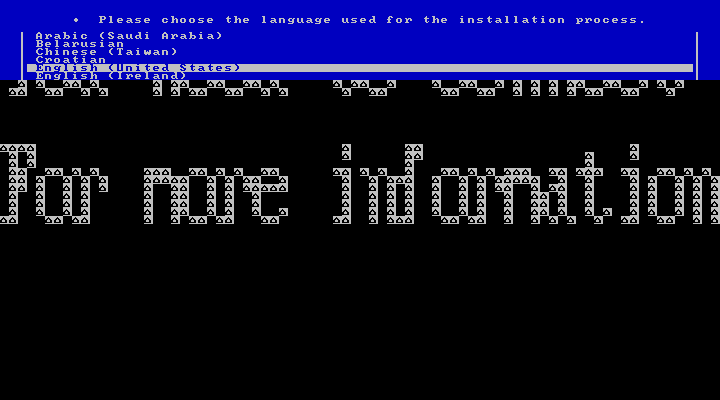 • Please choose the language used for the installation process.
Arabic (Saudi Arabia)
Belarusian
Chinese (Taiwan)
Croatian
English (United States)
English (Ireland)
For more information